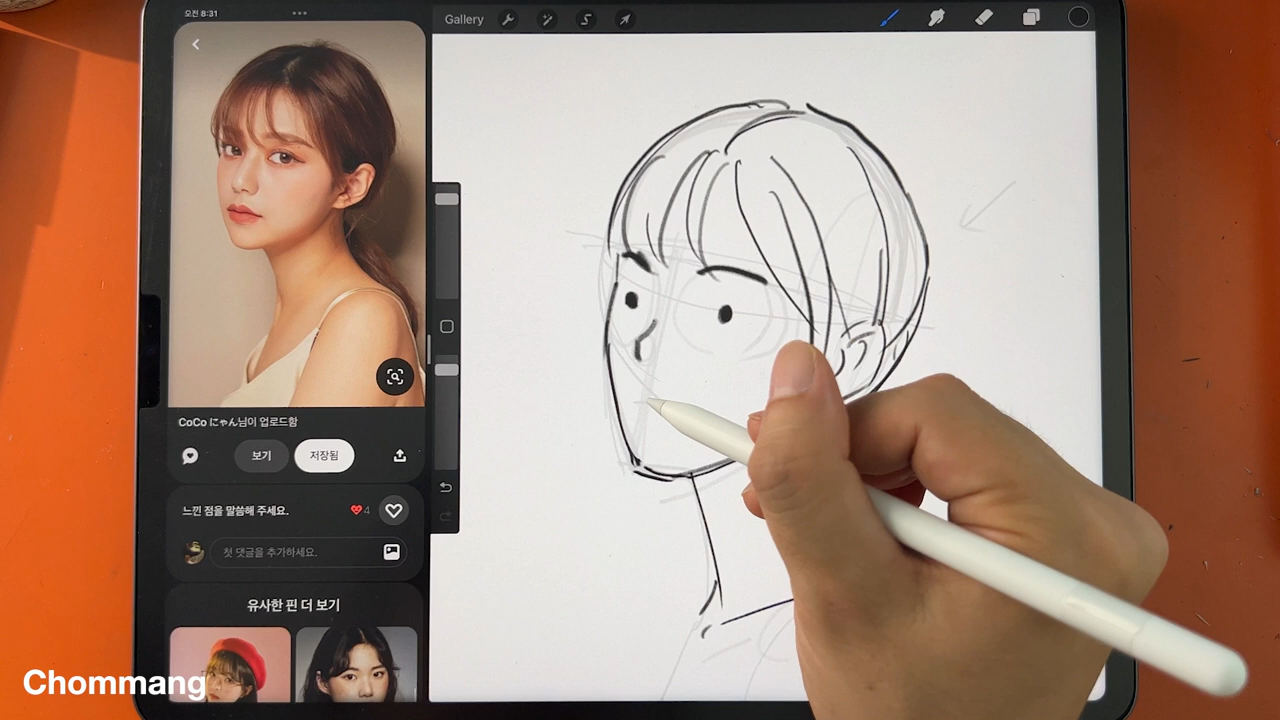 오전 8:31
Gallery
CoCo にゃん님이 업로드함
보기
저장됨
느낀 점을 말씀해 주세요.
4
첫 댓글을 추가하세요.
유사한 핀 더 보기
Chommang